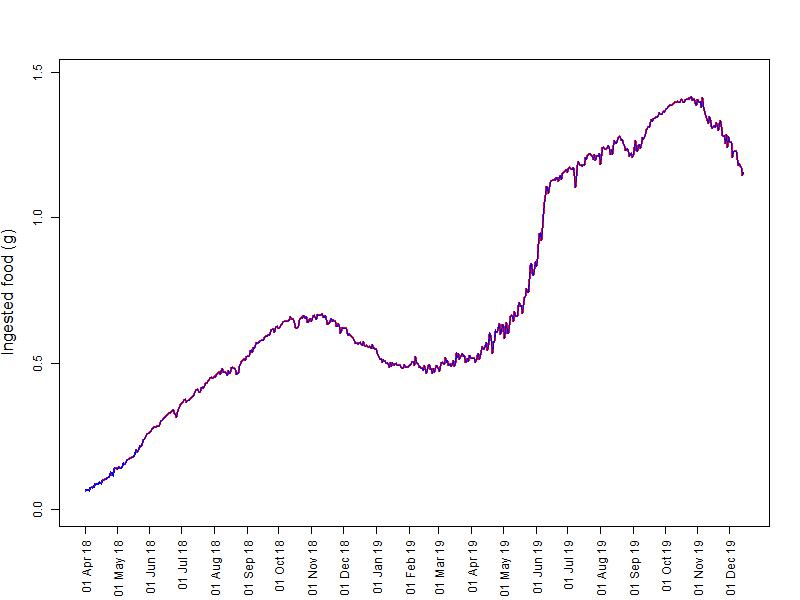 Ingested food (g)
1.5
1.0
0.5
0.0
01 Apr 18
01 May 18
01 Jun 18
01 Jul 18
01 Aug 18
01 Sep 18
01 Oct 18
01 Nov 18
01 Dec 18
01 Jan 19
01 Feb 19
01 Mar 19
01 Apr 19
01 May 19
01 Jun 19
01 Jul 19
01 Aug 19
01 Sep 19
01 Oct 19
01 Nov 19
01 Dec 19